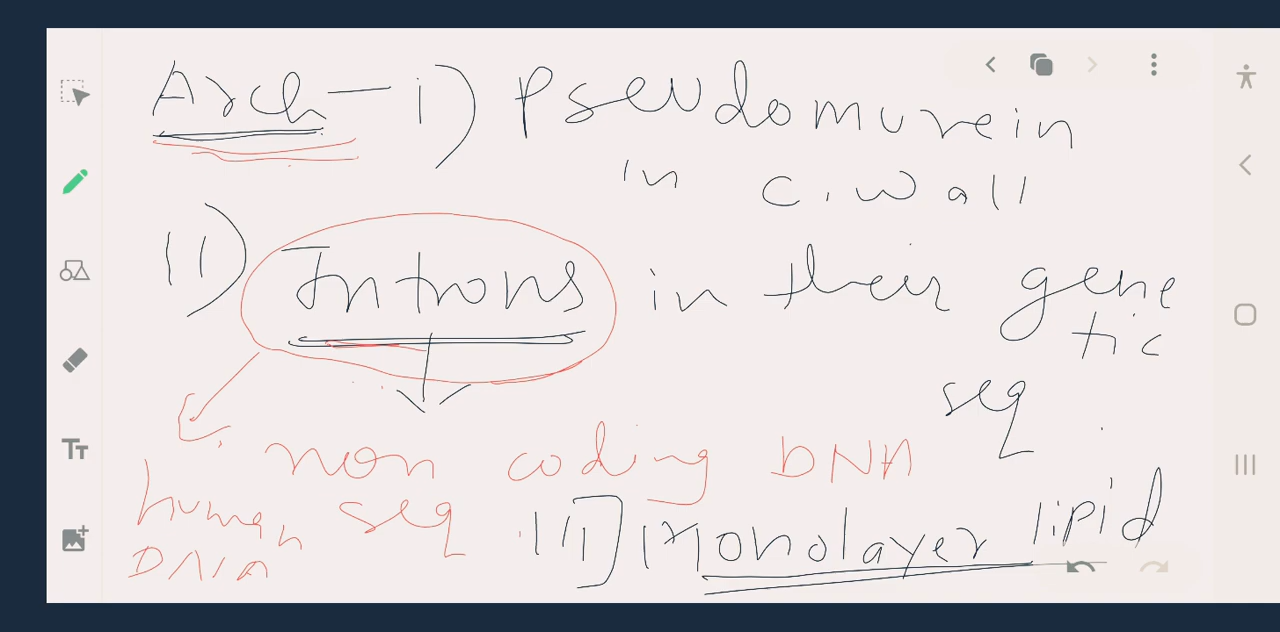 Arch - i) Pseudomurein
in c. wall
II) Introns in their gene
tic
seq
non coding DNA
human seq III] Monolayer lipid
DNA